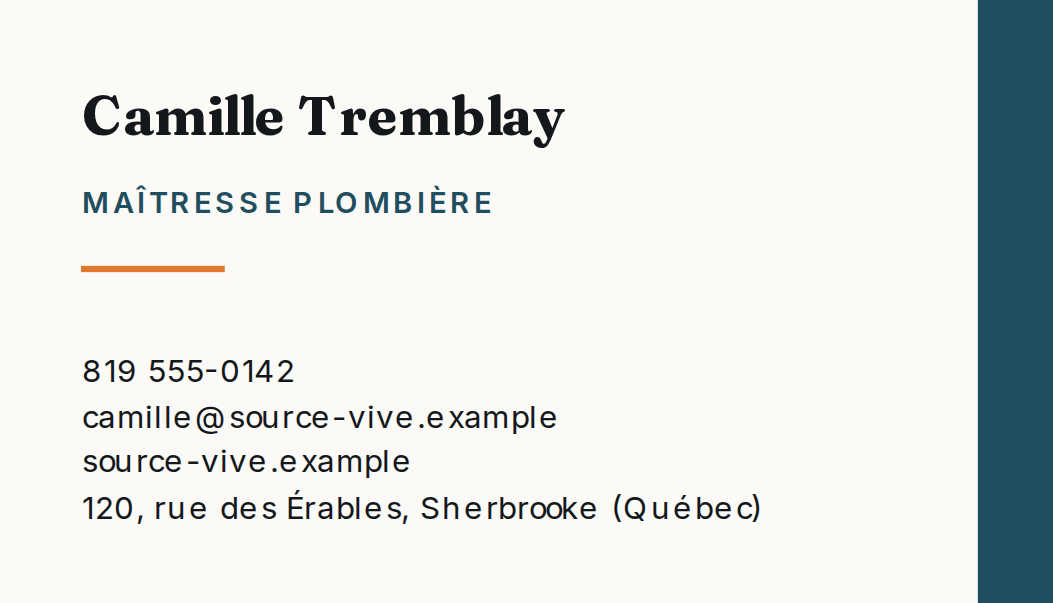 Camille Tremblay
MAÎTRESSE PLOMBIÈRE
819 555-0142
camille@source-vive.example
source-vive.example
120, rue des Érables, Sherbrooke (Québec)